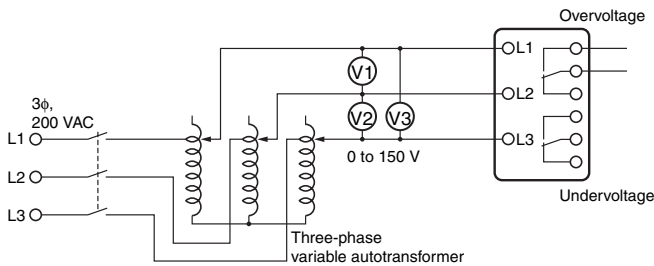 Overvoltage
L1
V1
3ϕ,
200 VAC
L2
V2
V3
L1
L3
0 to 150 V
L2
Undervoltage
L3
Three-phase
variable autotransformer